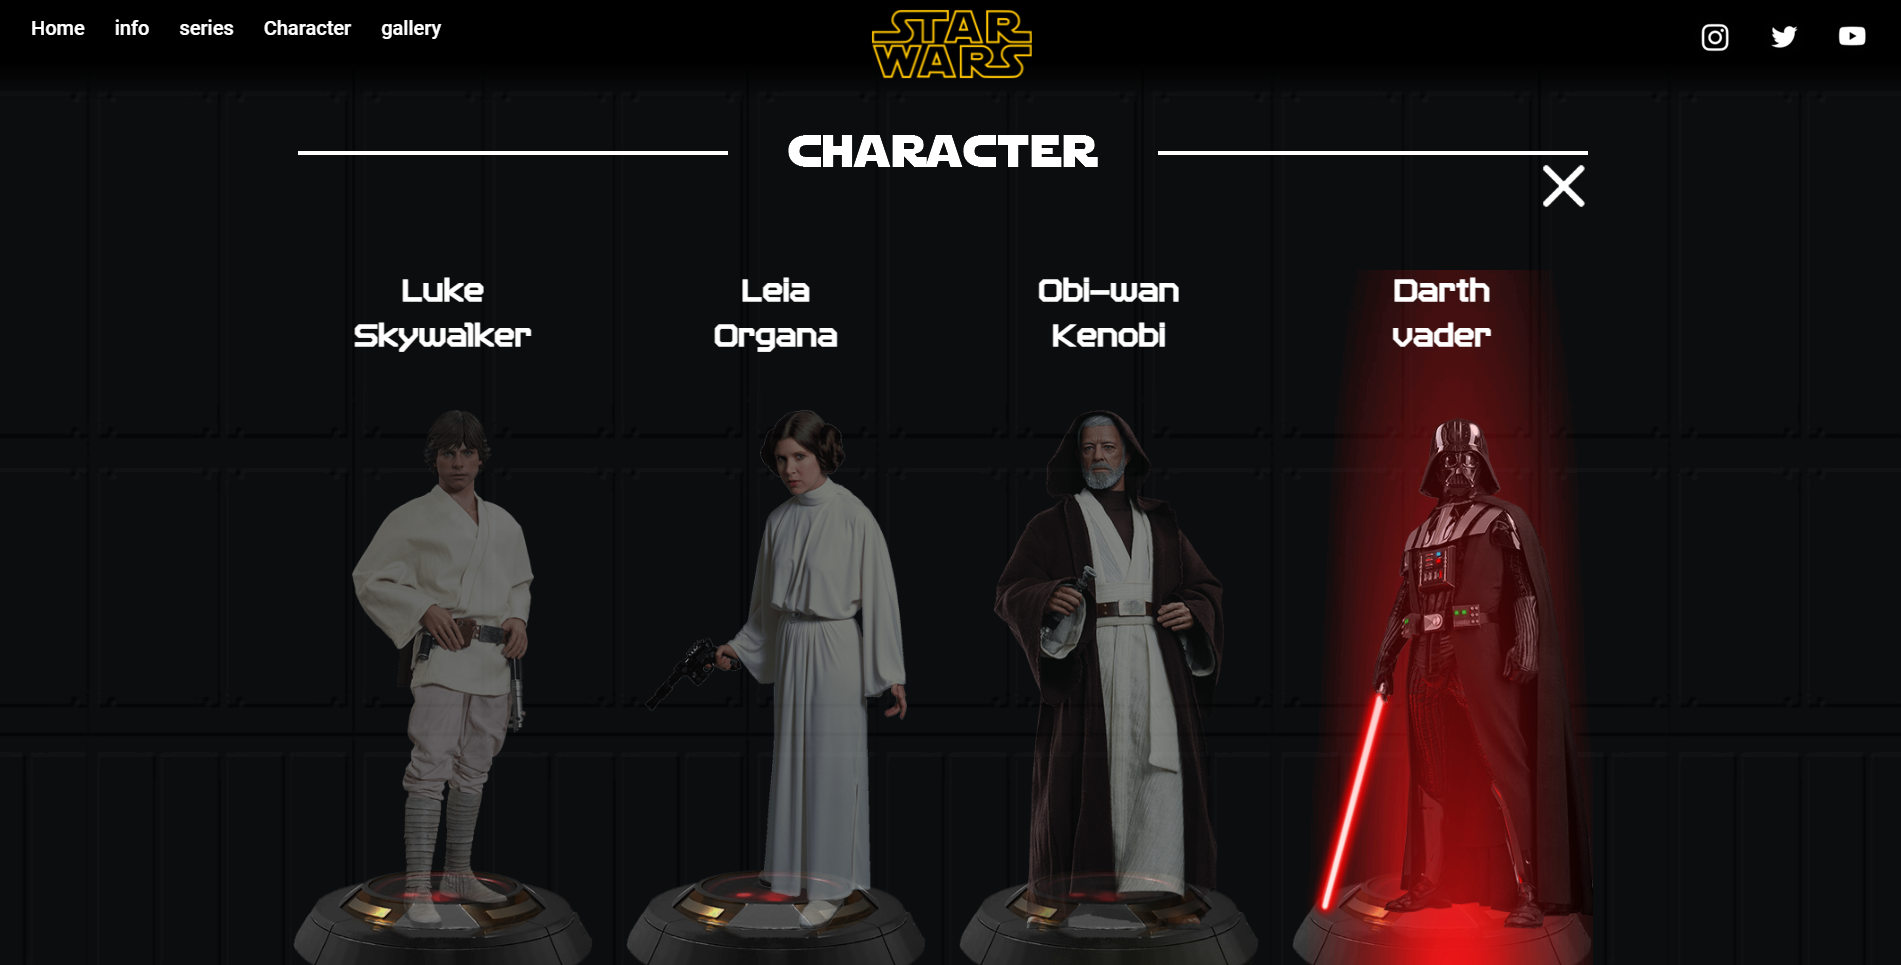 Home info series Character gallery
STAR
WARS
CHARACTER
Luke
Skywalker
Leia
Organa
Obi-wan
Kenobi
Darth
vader